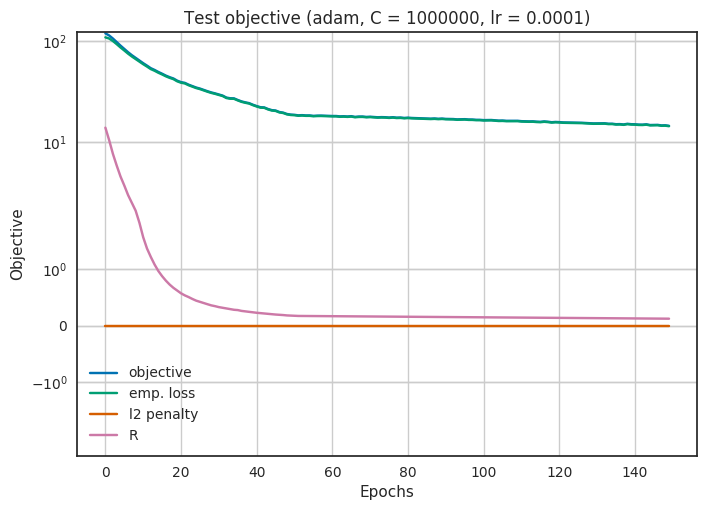 Test objective (adam, C = 1000000, lr = 0.0001)
Objective
10²
10¹
10⁰
0
−10⁰
objective
emp. loss
l2 penalty
R
0 20 40 60 80 100 120 140
Epochs